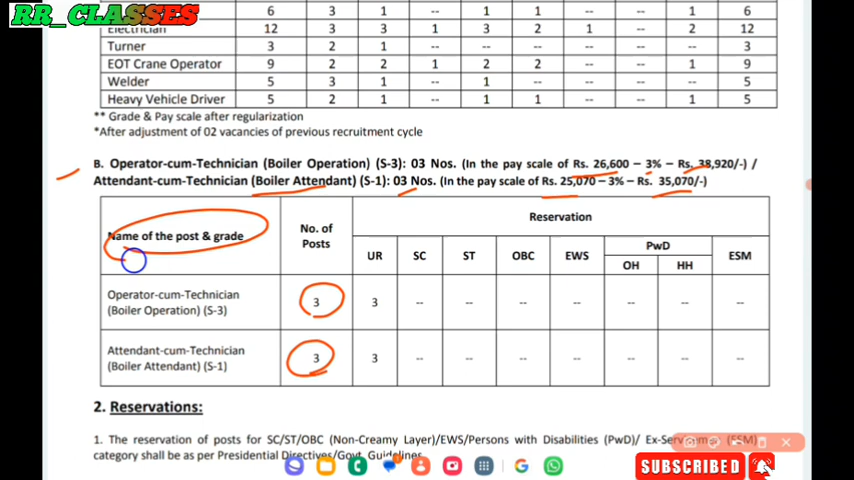 RR_CLASSES
6 3 1 -- 1 1 -- -- 1 6
Electrician 12 3 3 1 3 2 1 -- 2 12
Turner 3 2 1 -- -- -- -- -- -- 3
EOT Crane Operator 9 2 2 1 2 2 -- -- 1 9
Welder 5 3 1 -- 1 -- -- -- 5
Heavy Vehicle Driver 5 2 1 -- 1 1 -- -- 1 5
** Grade & Pay scale after regularization
*After adjustment of 02 vacancies of previous recruitment cycle
B. Operator-cum-Technician (Boiler Operation) (S-3): 03 Nos. (In the pay scale of Rs. 26,600 – 3% – Rs. 38,920/-) /
Attendant-cum-Technician (Boiler Attendant) (S-1): 03 Nos. (In the pay scale of Rs. 25,070 – 3% – Rs. 35,070/-)
Name of the post & grade
No. of
Posts
Reservation
UR SC ST OBC EWS PwD ESM
OH HH
Operator-cum-Technician
(Boiler Operation) (S-3)
3 3 -- -- -- -- -- -- --
Attendant-cum-Technician
(Boiler Attendant) (S-1)
3 3 -- -- -- -- -- -- --
2. Reservations:
1. The reservation of posts for SC/ST/OBC (Non-Creamy Layer)/EWS/Persons with Disabilities (PwD)/ (ESM)
category shall be as per Presidential Directives/Govt. Guidelines
SUBSCRIBED